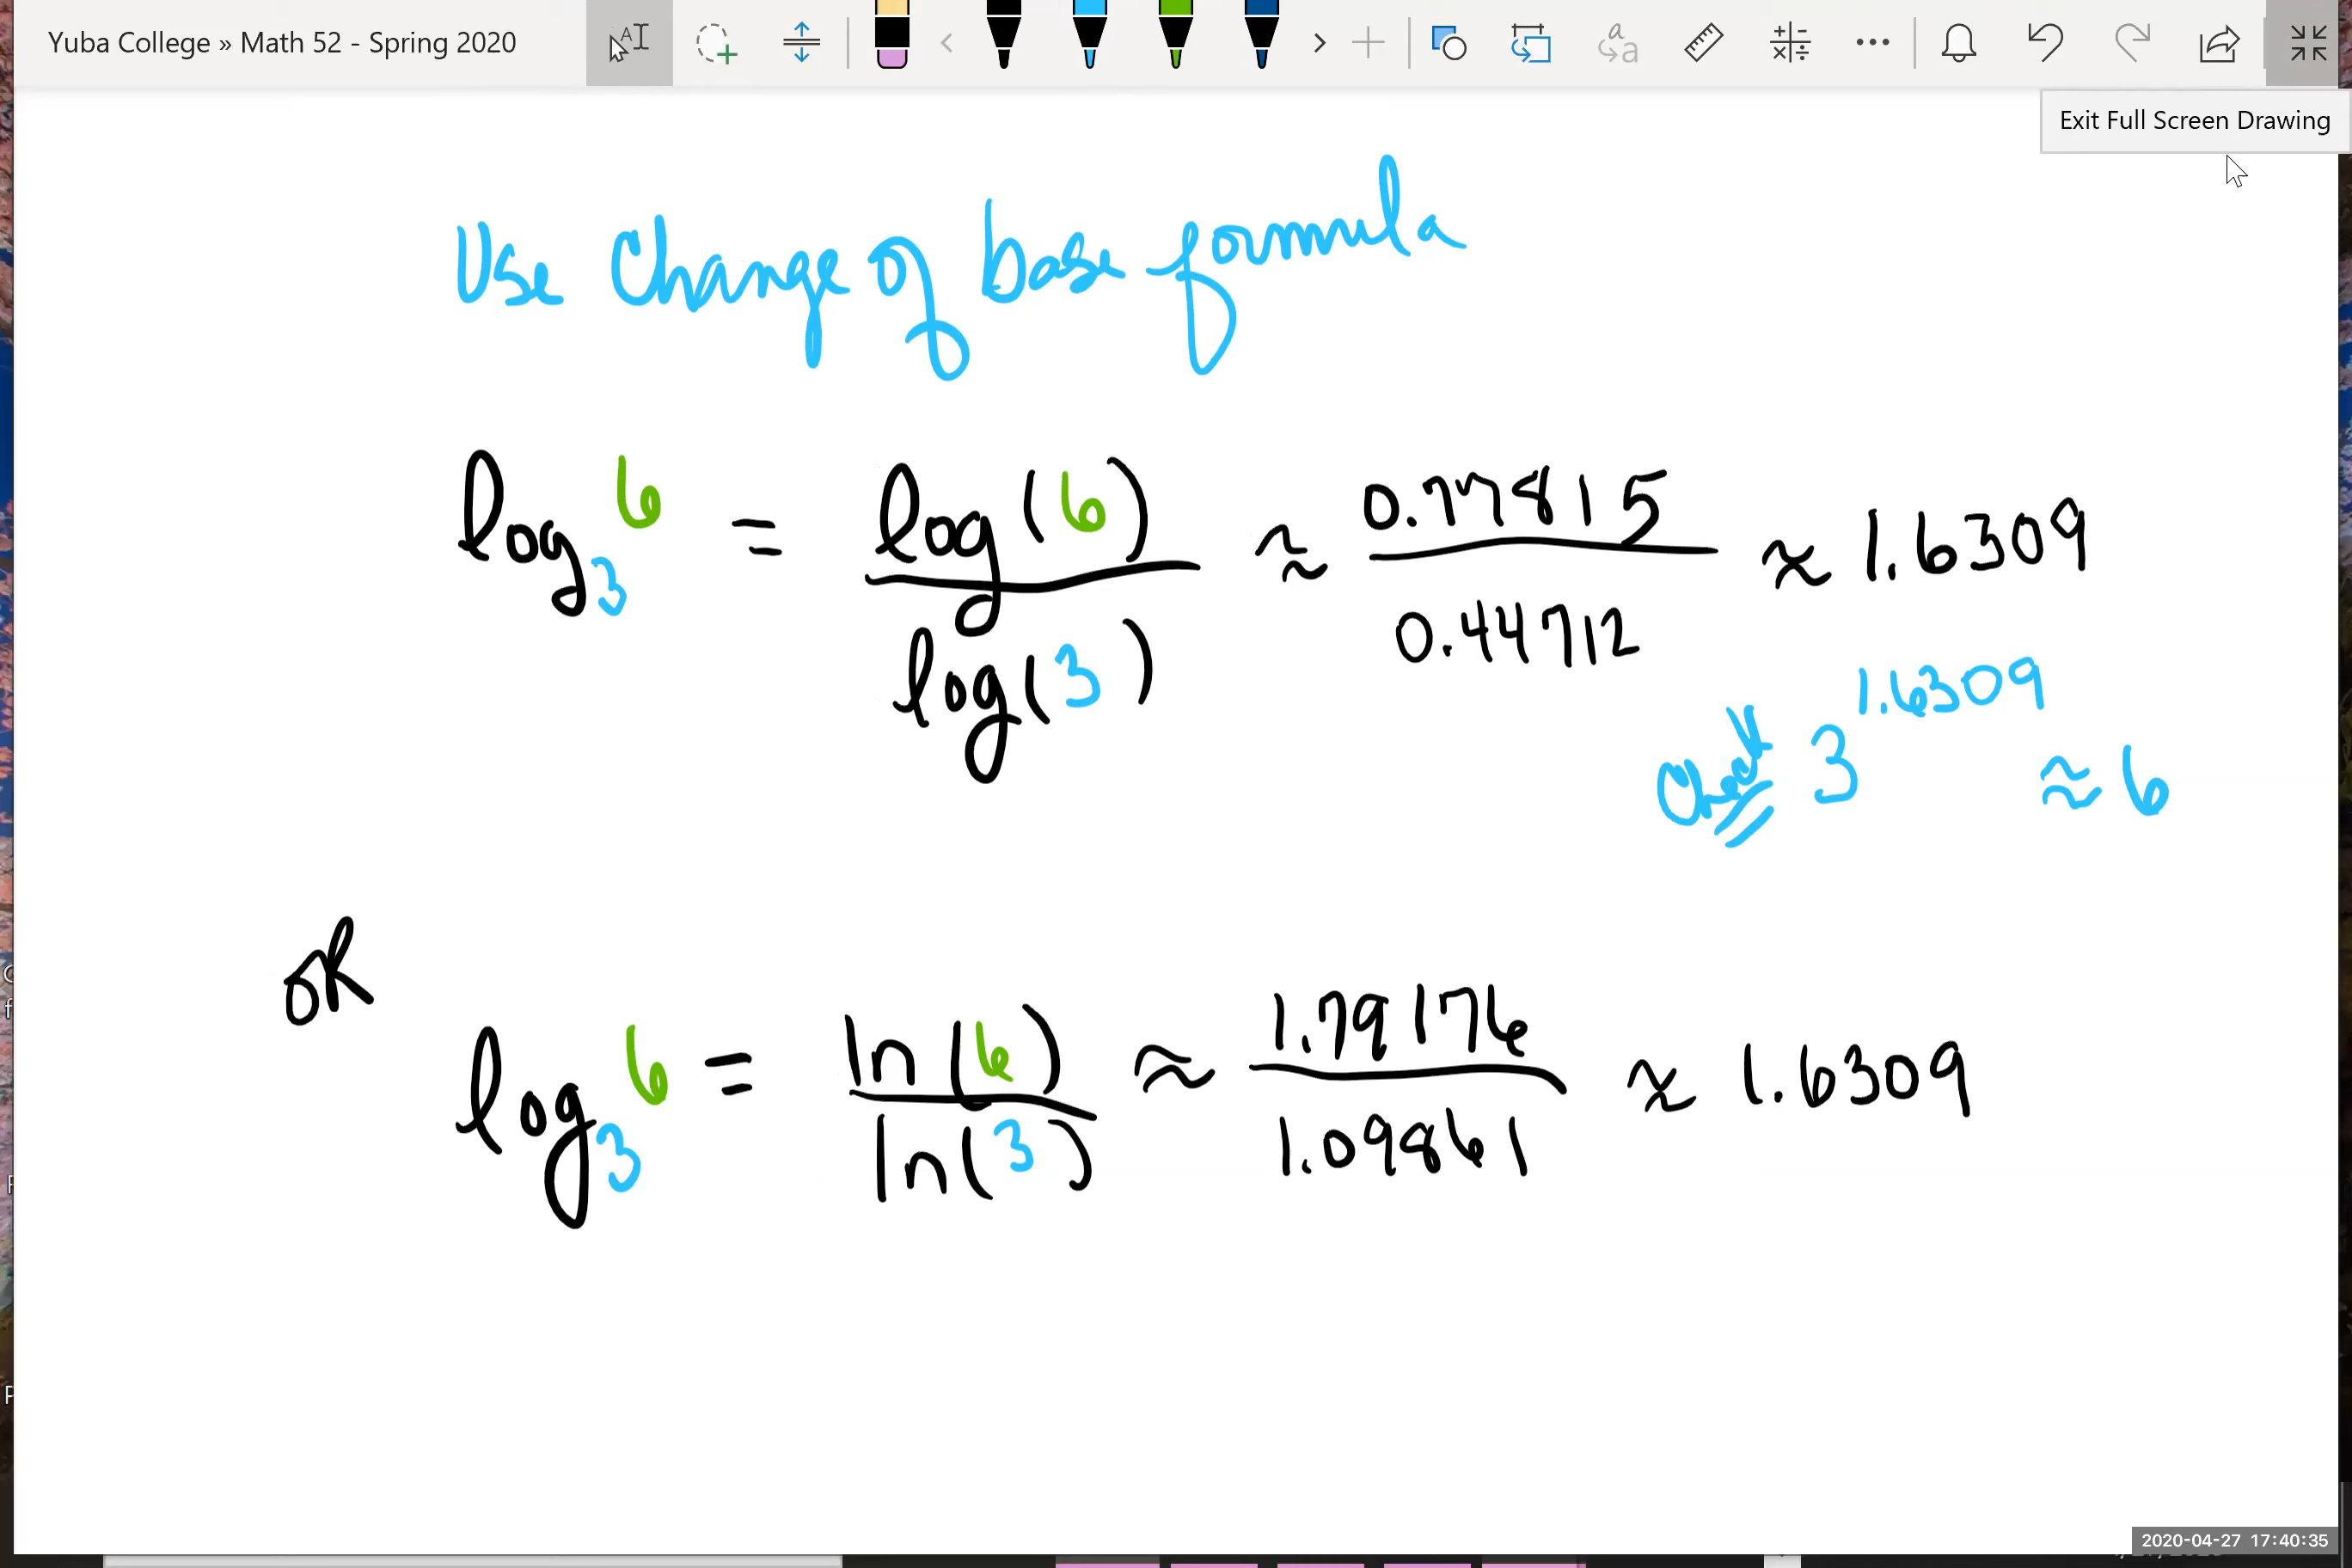 Yuba College » Math 52 - Spring 2020
Exit Full Screen Drawing
Use Change of base formula
log₃ 6 = log(6) / log(3) ≈ 0.77815 / 0.44712 ≈ 1.6309
Check 3^1.6309 ≈ 6
OR
log₃ 6 = ln(6) / ln(3) ≈ 1.79176 / 1.09861 ≈ 1.6309
2020-04-27 17:40:35